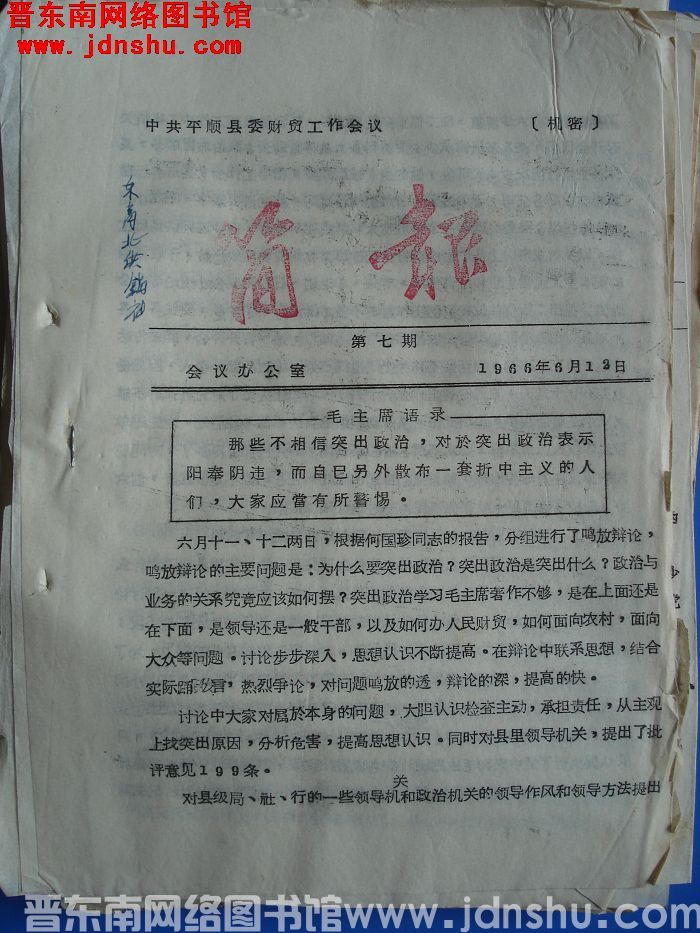 晋东南网络图书馆
www.jdnshu.com
中共平顺县委财贸工作会议 〔机密〕
简报
第七期
会议办公室 1966年6月12日
毛主席语录
那些不相信突出政治，对於突出政治表示
阳奉阴违，而自已另外散布一套折中主义的人
们，大家应當有所警惕。
六月十一、十二两日，根据何国珍同志的报告，分组进行了鸣放辩论，
鸣放辩论的主要问题是：为什么要突出政治？突出政治是突出什么？政治与
业务的关系究竟应该如何摆？突出政治学习毛主席著作不够，是在上面还是
在下面，是领导还是一般干部，以及如何办人民财贸，如何面向农村，面向
大众等问题。讨论步步深入，思想认识不断提高。在辩论中联系思想，结合
实际，热烈争论，对问题鸣放的透，辩论的深，提高的快。
讨论中大家对属於本身的问题，大胆认识检查主动，承担责任，从主观
上找突出原因，分析危害，提高思想认识。同时对县里领导机关，提出了批
评意见199条。
关
对县级局、社、行的一些领导机和政治机关的领导作风和领导方法提出
晋东南网络图书馆www.jdnshu.com